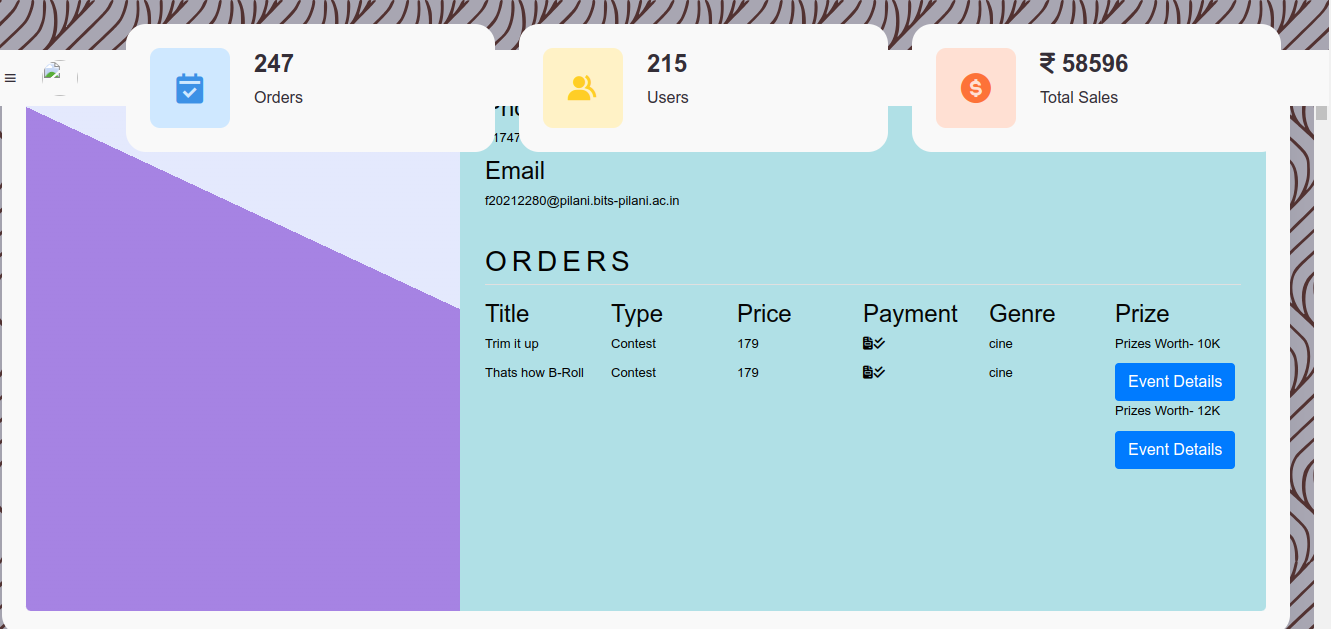 247
Orders
215
Users
₹ 58596
Total Sales
1747
Email
f20212280@pilani.bits-pilani.ac.in
ORDERS
Title Type Price Payment Genre Prize
Trim it up Contest 179 cine Prizes Worth- 10K
Thats how B-Roll Contest 179 cine
Event Details
Prizes Worth- 12K
Event Details